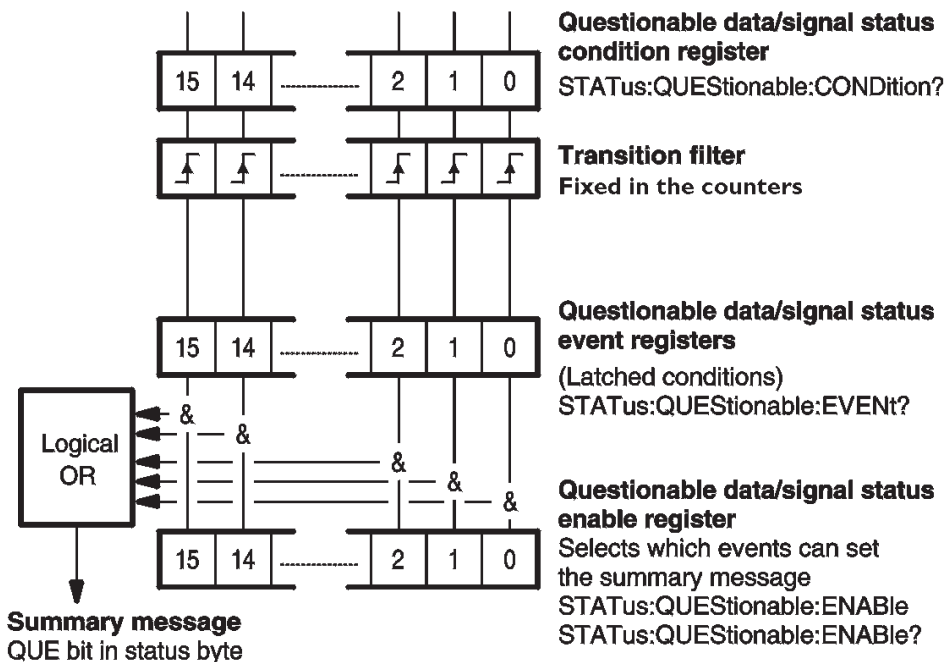 Questionable data/signal status
condition register
STATus:QUEStionable:CONDition?
15 14 ........... 2 1 0
Transition filter
Fixed in the counters
Questionable data/signal status
event registers
(Latched conditions)
STATus:QUEStionable:EVENt?
15 14 ........... 2 1 0
&
&
&
&
&
Logical
OR
Questionable data/signal status
enable register
Selects which events can set
the summary message
STATus:QUEStionable:ENABle
STATus:QUEStionable:ENABle?
15 14 ........... 2 1 0
Summary message
QUE bit in status byte